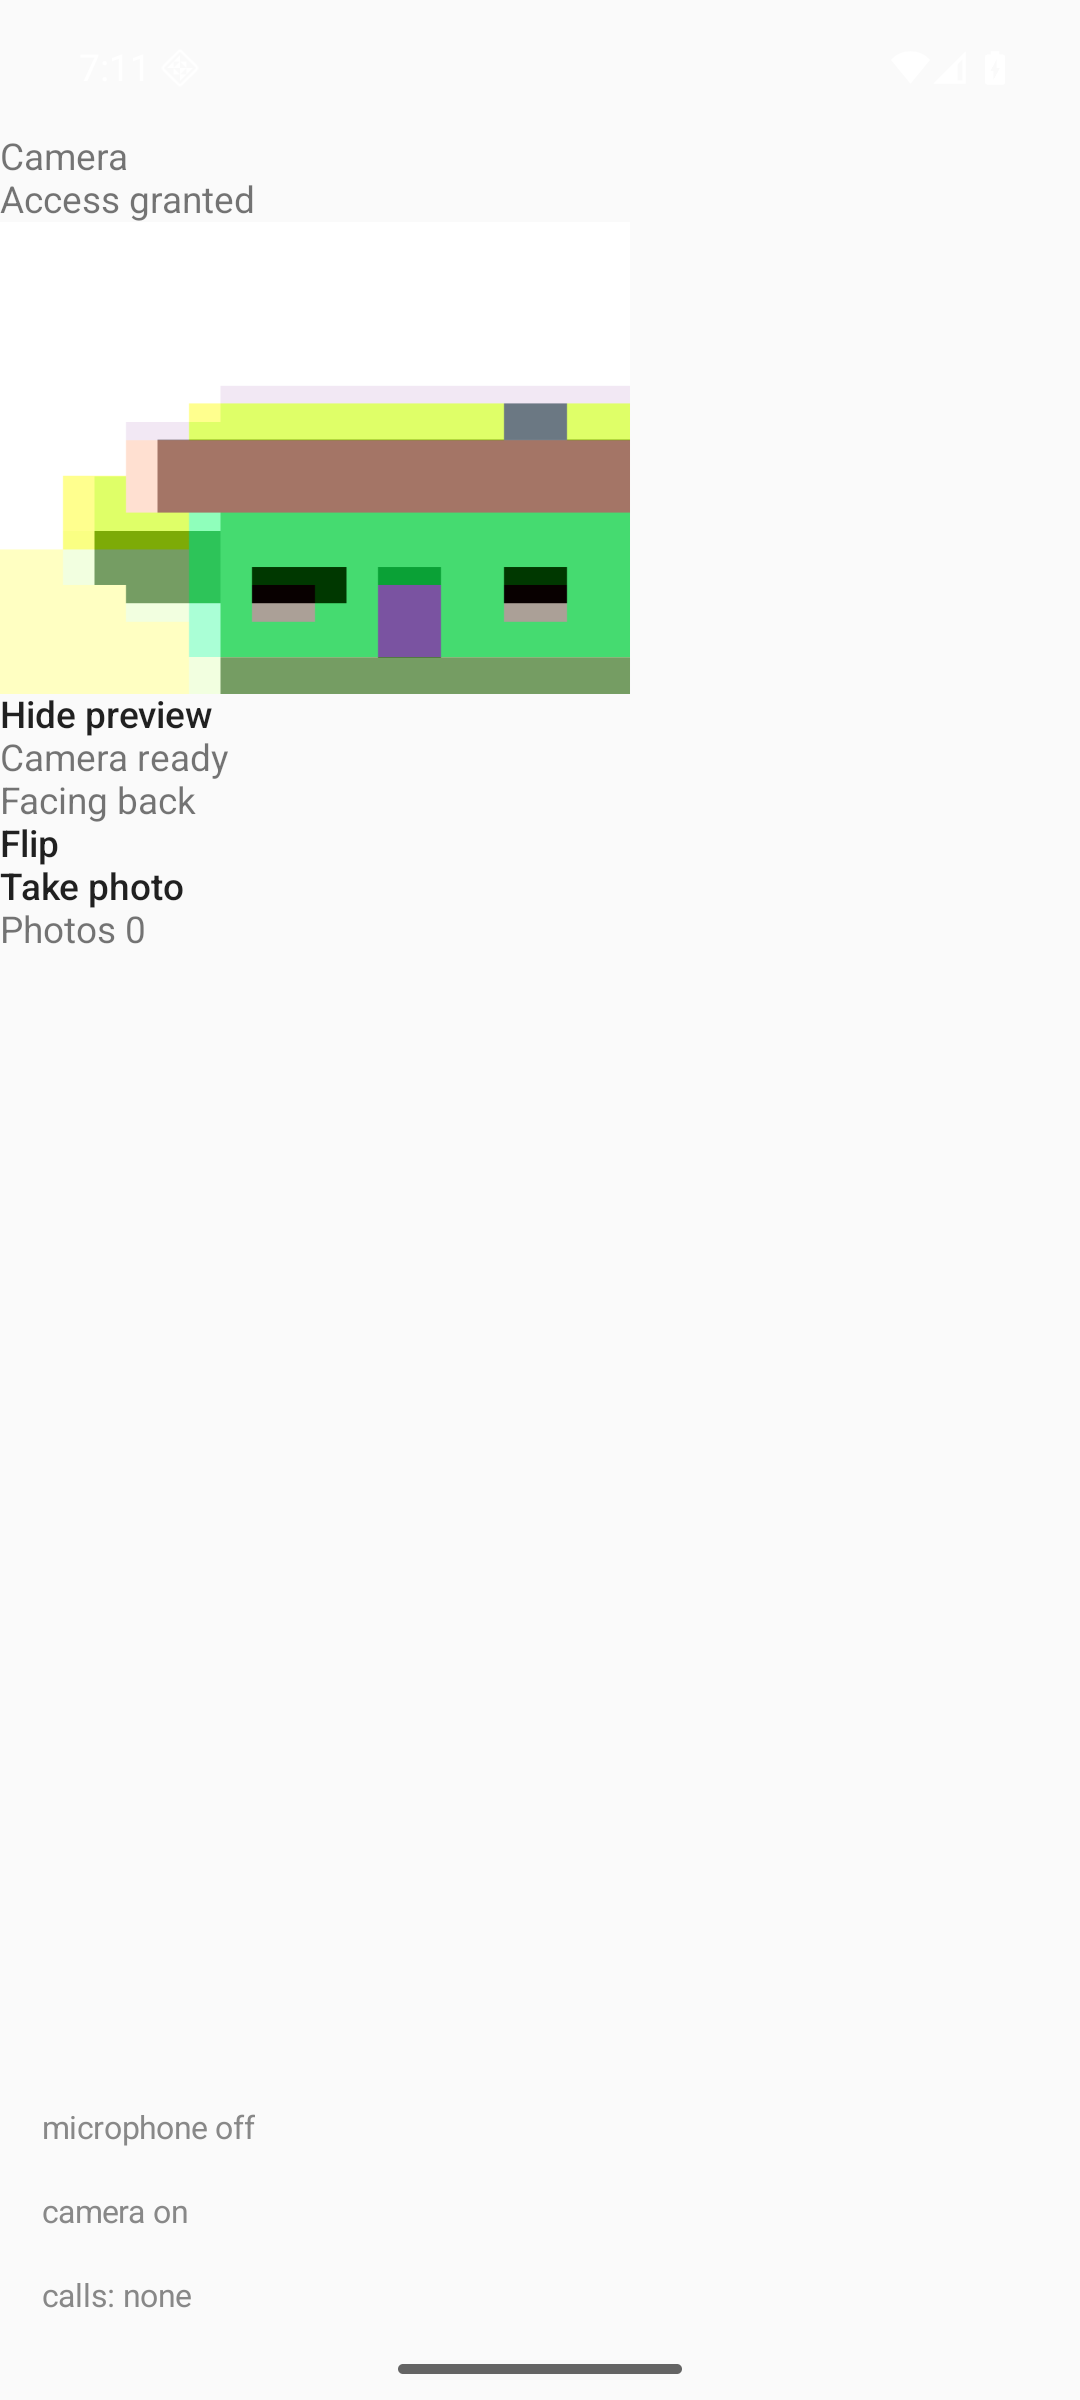 7:11
Camera
Access granted
Hide preview
Camera ready
Facing back
Flip
Take photo
Photos 0
microphone off
camera on
calls: none